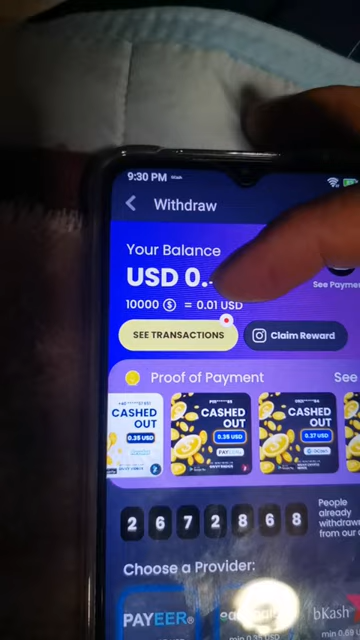 9:30 PM
Withdraw
Your Balance
USD 0.
See Paymen
10000 $ = 0.01 USD
SEE TRANSACTIONS
Claim Reward
Proof of Payment
See
CASHED OUT
0.35 USD
CASHED OUT
0.35 USD
PAYEER
CASHED OUT
0.37 USD
2 6 7 2 8 6 8
People
already
withdraw
from our a
Choose a Provider:
PAYEER®
bKash
min 0.35 USD